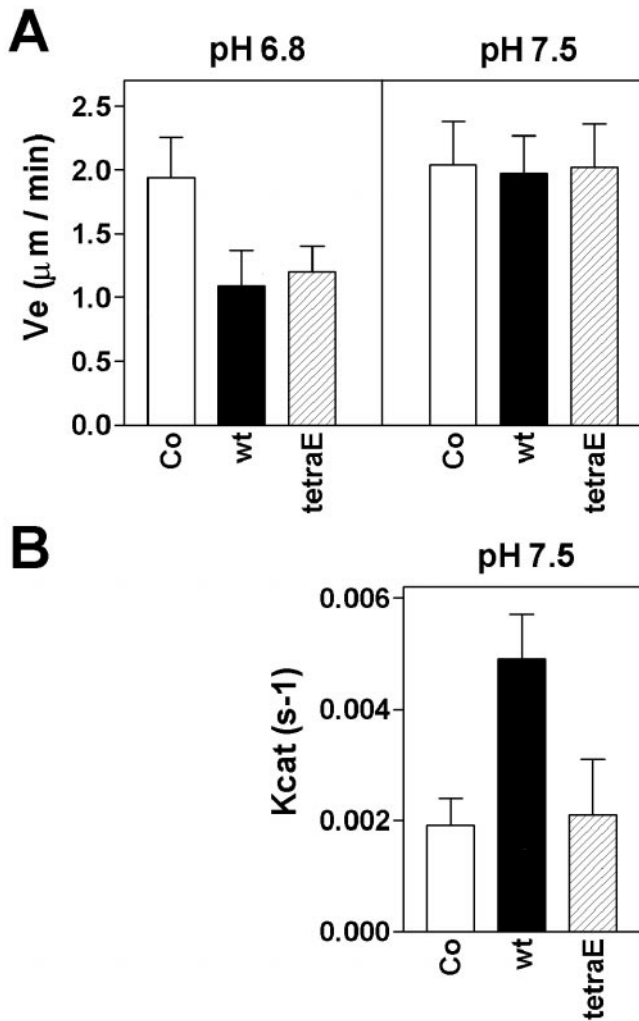 A
pH 6.8 pH 7.5
Ve (μm / min)
2.5
2.0
1.5
1.0
0.5
0.0
Co wt tetraE Co wt tetraE
B
pH 7.5
Kcat (s-1)
0.006
0.004
0.002
0.000
Co wt tetraE